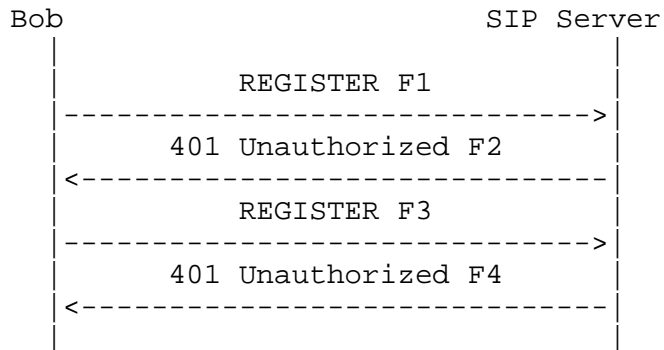 Bob SIP Server
REGISTER F1
401 Unauthorized F2
REGISTER F3
401 Unauthorized F4